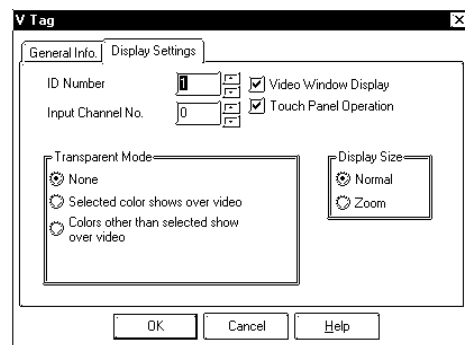 V Tag
General Info. Display Settings
ID Number 1 Video Window Display
Input Channel No. 0 Touch Panel Operation
Transparent Mode
None
Selected color shows over video
Colors other than selected show
over video
Display Size
Normal
Zoom
OK Cancel Help